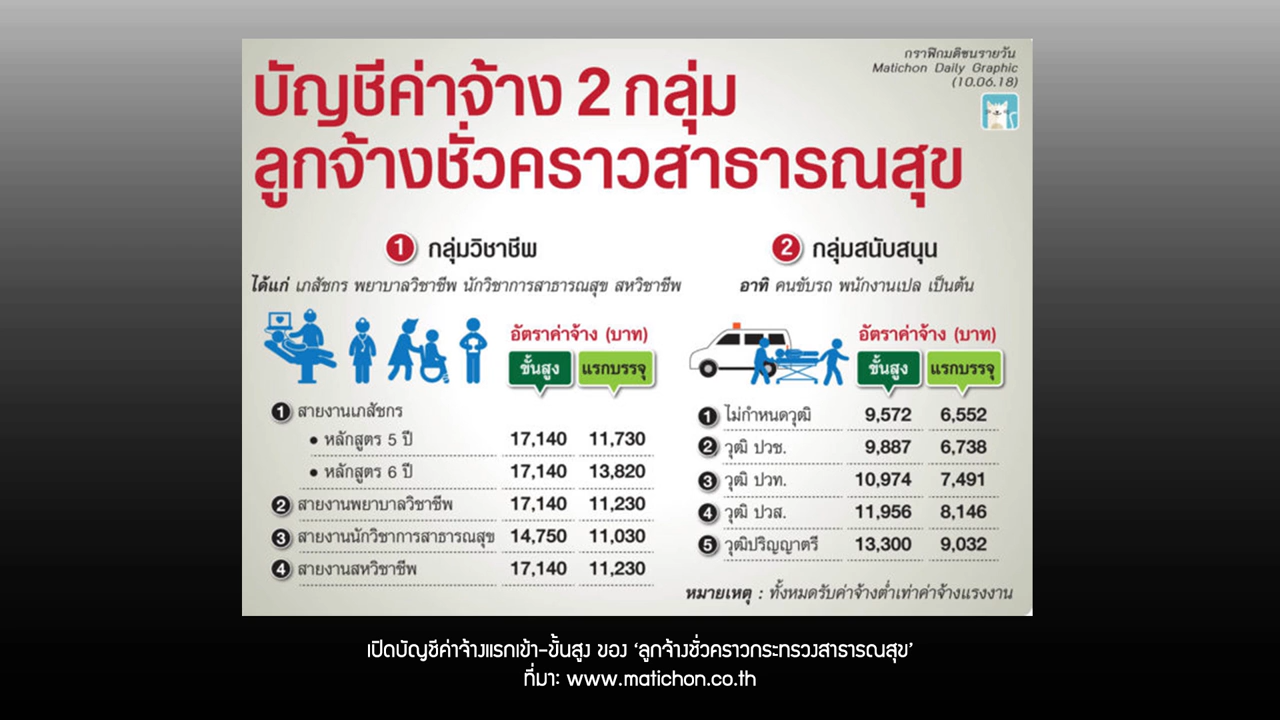 กราฟิกมติชนรายวัน
Matichon Daily Graphic
(10.06.18)
บัญชีค่าจ้าง 2 กลุ่ม
ลูกจ้างชั่วคราวสาธารณสุข
1 กลุ่มวิชาชีพ
ได้แก่ เภสัชกร พยาบาลวิชาชีพ นักวิชาการสาธารณสุข สหวิชาชีพ
อัตราค่าจ้าง (บาท)
ขั้นสูง แรกบรรจุ
1 สายงานเภสัชกร
• หลักสูตร 5 ปี 17,140 11,730
• หลักสูตร 6 ปี 17,140 13,820
2 สายงานพยาบาลวิชาชีพ 17,140 11,230
3 สายงานนักวิชาการสาธารณสุข 14,750 11,030
4 สายงานสหวิชาชีพ 17,140 11,230
2 กลุ่มสนับสนุน
อาทิ คนขับรถ พนักงานเปล เป็นต้น
อัตราค่าจ้าง (บาท)
ขั้นสูง แรกบรรจุ
1 ไม่กำหนดวุฒิ 9,572 6,552
2 วุฒิ ปวช. 9,887 6,738
3 วุฒิ ปวท. 10,974 7,491
4 วุฒิ ปวส. 11,956 8,146
5 วุฒิปริญญาตรี 13,300 9,032
หมายเหตุ : ทั้งหมดรับค่าจ้างต่ำเท่าค่าจ้างแรงงาน
เปิดบัญชีค่าจ้างแรกเข้า-ขั้นสูง ของ ‘ลูกจ้างชั่วคราวกระทรวงสาธารณสุข’
ที่มา: www.matichon.co.th